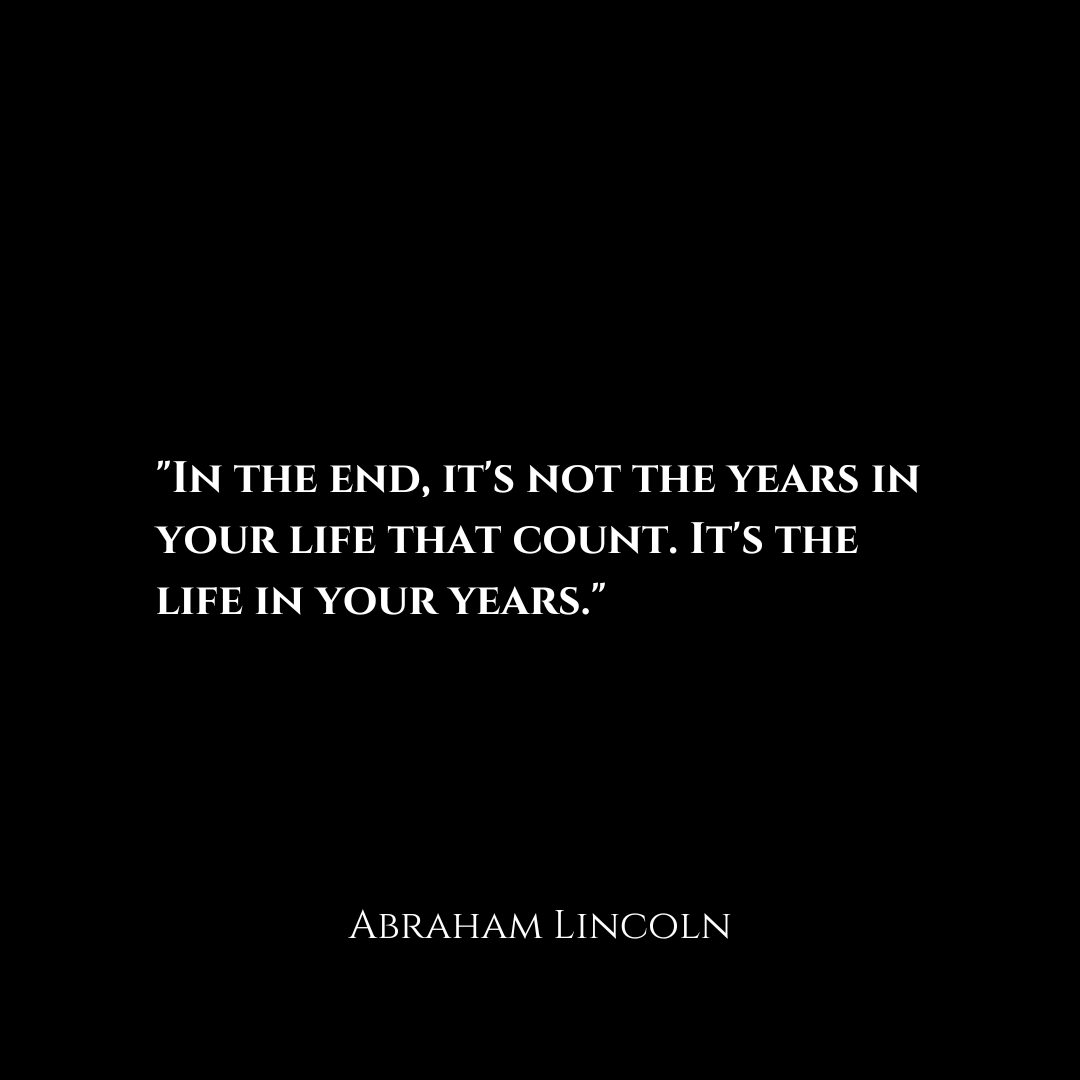 "In the end, it's not the years in
your life that count. It's the
life in your years."
Abraham Lincoln